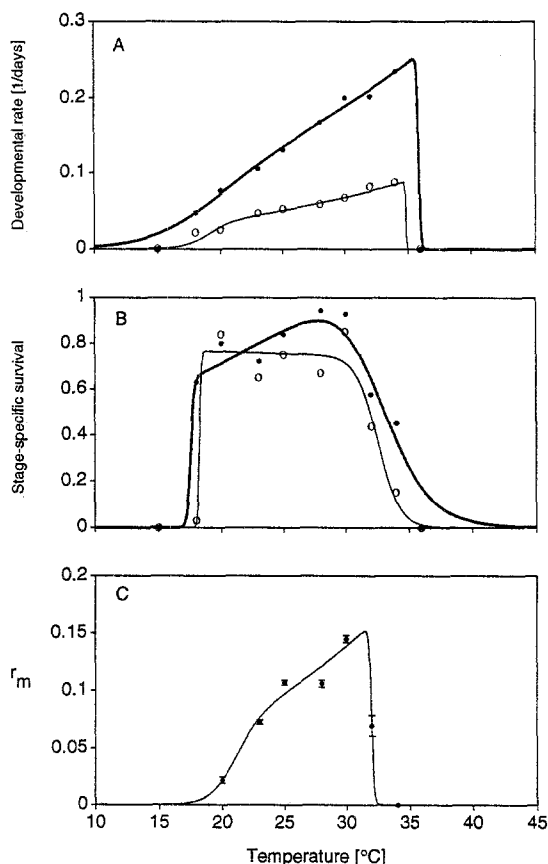 A
Developmental rate [1/days]
0.3
0.2
0.1
0
B
Stage-specific survival
1
0.8
0.6
0.4
0.2
0
C
rm
0.2
0.15
0.1
0.05
0
10 15 20 25 30 35 40 45
Temperature [°C]